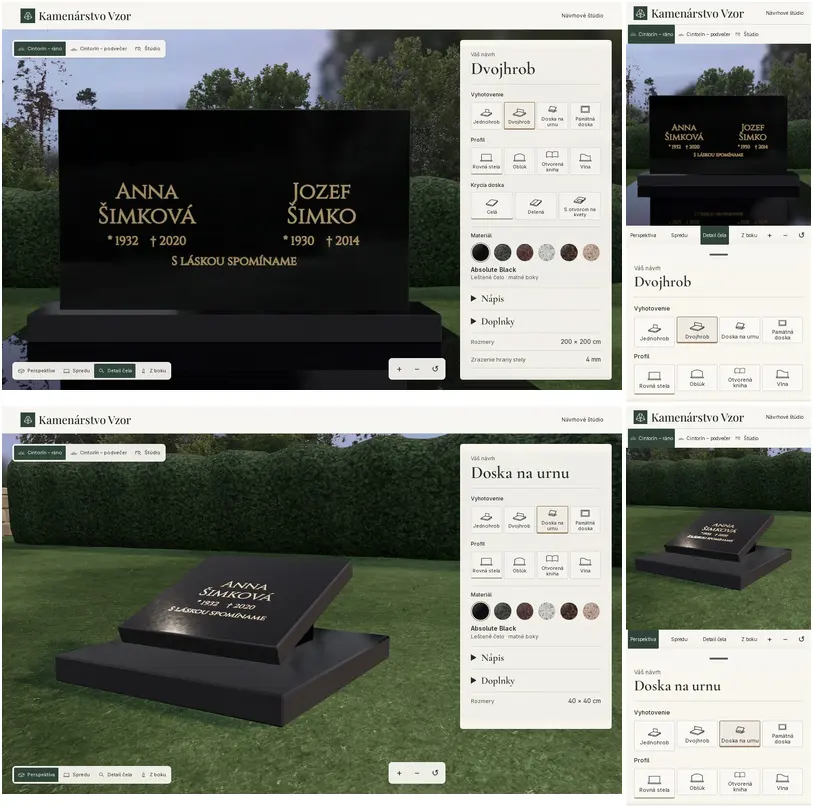 Kamenárstvo Vzor
Návrhové štúdio
Cintorín – ráno
Cintorín – podvečer
Štúdio
Anna
Šimková
* 1932 † 2020
Jozef
Šimko
* 1930 † 2014
S láskou spomíname
Perspektíva
Spredu
Detail čela
Z boku
+
−
↺
Váš návrh
Dvojhrob
Vyhotovenie
Jednohrob
Dvojhrob
Doska na
urnu
Pamätná
doska
Profil
Rovná stela
Oblúk
Otvorená
kniha
Vlna
Krycia doska
Celá
Delená
S otvorom na
kvety
Materiál
Absolute Black
Leštené čelo · matné boky
Nápis
Doplnky
Rozmery 200 × 200 cm
Zrazenie hrany stely 4 mm
Kamenárstvo Vzor
Návrhové štúdio
Cintorín – ráno
Cintorín – podvečer
Štúdio
Anna
Šimková
* 1932 † 2020
Jozef
Šimko
* 1930 † 2014
S láskou spomíname
Perspektíva
Spredu
Detail čela
Z boku
+
−
↺
Váš návrh
Dvojhrob
Vyhotovenie
Jednohrob
Dvojhrob
Doska na urnu
Pamätná
doska
Profil
Rovná stela
Oblúk
Otvorená
kniha
Vlna
Kamenárstvo Vzor
Návrhové štúdio
Cintorín – ráno
Cintorín – podvečer
Štúdio
Anna
Šimková
* 1932 † 2020
S láskou spomíname
Perspektíva
Spredu
Detail čela
Z boku
+
−
↺
Váš návrh
Doska na urnu
Vyhotovenie
Jednohrob
Dvojhrob
Doska na
urnu
Pamätná
doska
Profil
Rovná stela
Oblúk
Otvorená
kniha
Vlna
Materiál
Absolute Black
Leštené čelo · matné boky
Nápis
Doplnky
Rozmery 40 × 40 cm
Kamenárstvo Vzor
Návrhové štúdio
Cintorín – ráno
Cintorín – podvečer
Štúdio
Anna
Šimková
* 1932 † 2020
S láskou spomíname
Perspektíva
Spredu
Detail čela
Z boku
+
−
↺
Váš návrh
Doska na urnu
Vyhotovenie
Jednohrob
Dvojhrob
Doska na urnu
Pamätná
doska
Profil
Rovná stela
Oblúk
Otvorená
kniha
Vlna